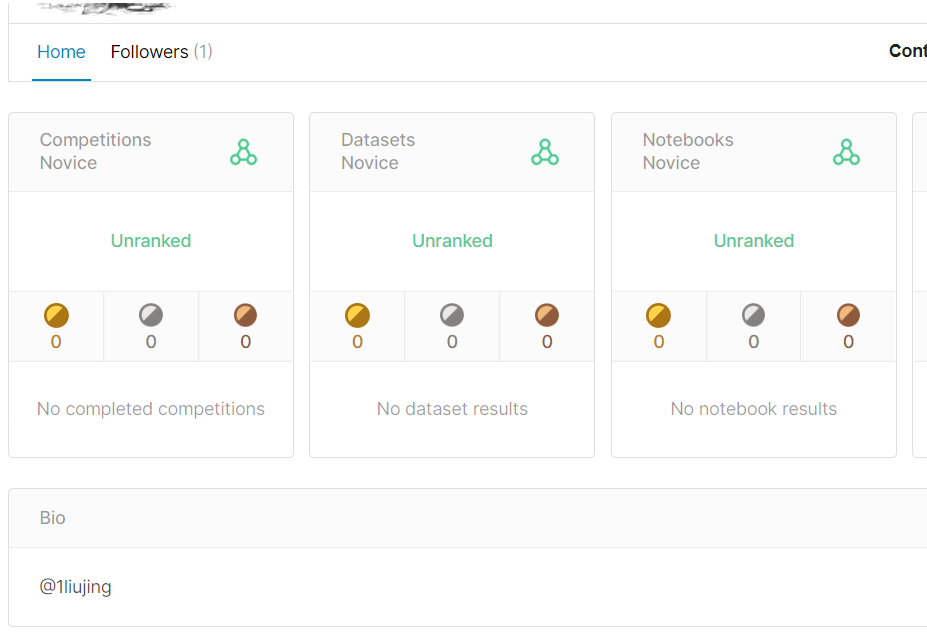 Home Followers (1) Cont
Competitions
Novice
Datasets
Novice
Notebooks
Novice
Unranked
Unranked
Unranked
0 0 0
0 0 0
0 0 0
No completed competitions
No dataset results
No notebook results
Bio
@1liujing